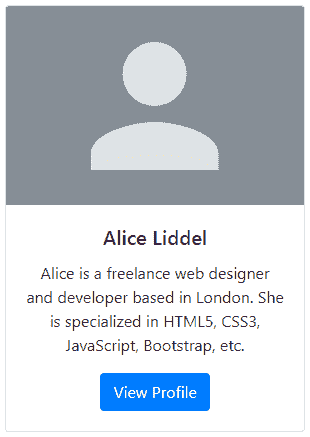 Alice Liddel
Alice is a freelance web designer
and developer based in London. She
is specialized in HTML5, CSS3,
JavaScript, Bootstrap, etc.
View Profile